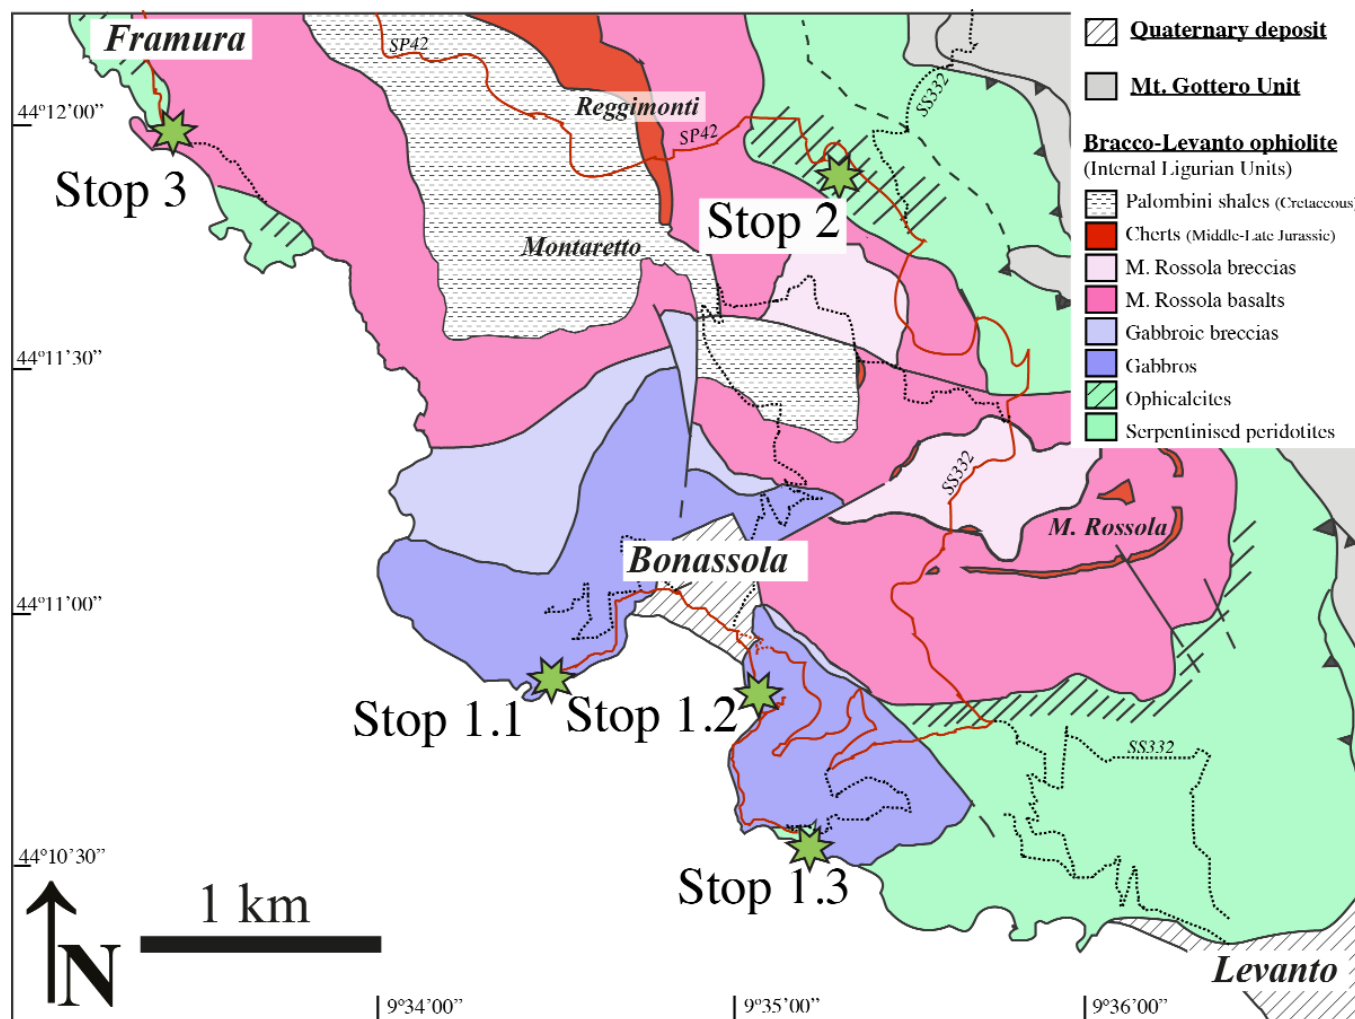 Framura
SP42
Reggimonti
SP42
SS332
44°12'00"
Stop 3
Stop 2
Montaretto
44°11'30"
SS332
M. Rossola
Bonassola
44°11'00"
Stop 1.1
Stop 1.2
SS332
44°10'30"
Stop 1.3
1 km
N
Levanto
9°34'00"
9°35'00"
9°36'00"
Quaternary deposit
Mt. Gottero Unit
Bracco-Levanto ophiolite
(Internal Ligurian Units)
Palombini shales (Cretaceous)
Cherts (Middle-Late Jurassic)
M. Rossola breccias
M. Rossola basalts
Gabbroic breccias
Gabbros
Ophicalcites
Serpentinised peridotites